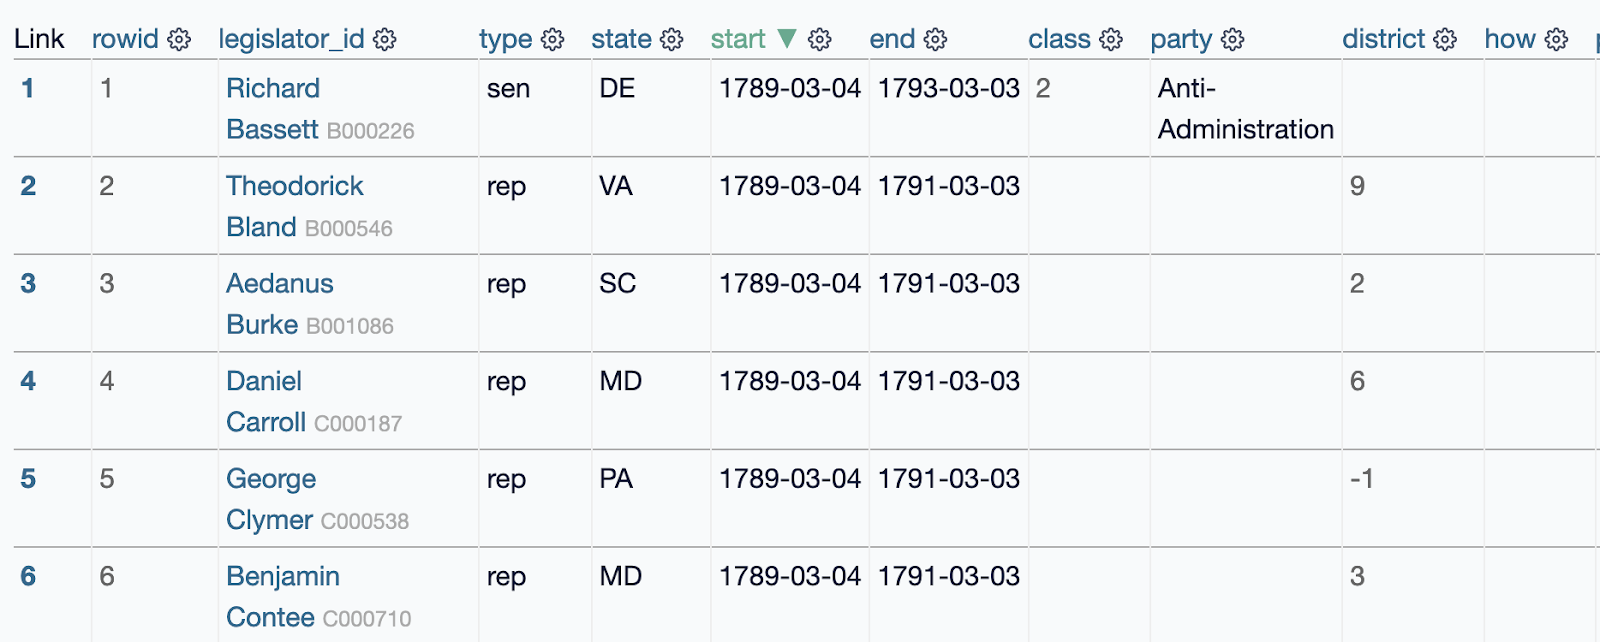 Link rowid legislator_id type state start ▼ end class party district how
1 1 Richard sen DE 1789-03-04 1793-03-03 2 Anti-
Bassett B000226 Administration
2 2 Theodorick rep VA 1789-03-04 1791-03-03 9
Bland B000546
3 3 Aedanus rep SC 1789-03-04 1791-03-03 2
Burke B001086
4 4 Daniel rep MD 1789-03-04 1791-03-03 6
Carroll C000187
5 5 George rep PA 1789-03-04 1791-03-03 -1
Clymer C000538
6 6 Benjamin rep MD 1789-03-04 1791-03-03 3
Contee C000710